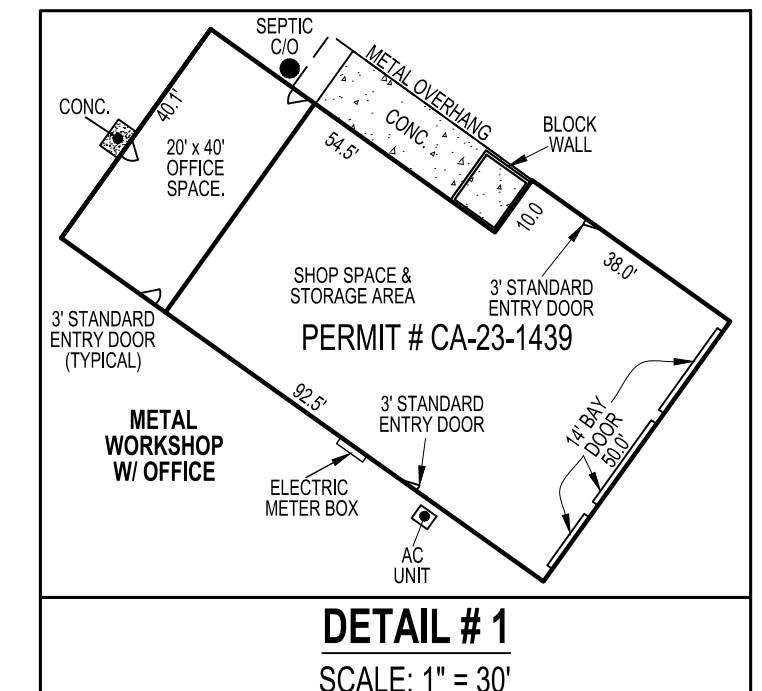 SEPTIC
C/O
METAL OVERHANG
CONC.
40.1'
CONC.
BLOCK
WALL
20' x 40'
OFFICE
SPACE.
54.5'
10.0
38.0'
SHOP SPACE &
STORAGE AREA
3' STANDARD
ENTRY DOOR
3' STANDARD
ENTRY DOOR
(TYPICAL)
PERMIT # CA-23-1439
92.5'
3' STANDARD
ENTRY DOOR
14' BAY
DOOR
50.0'
METAL
WORKSHOP
W/ OFFICE
ELECTRIC
METER BOX
AC
UNIT
DETAIL # 1
SCALE: 1" = 30'